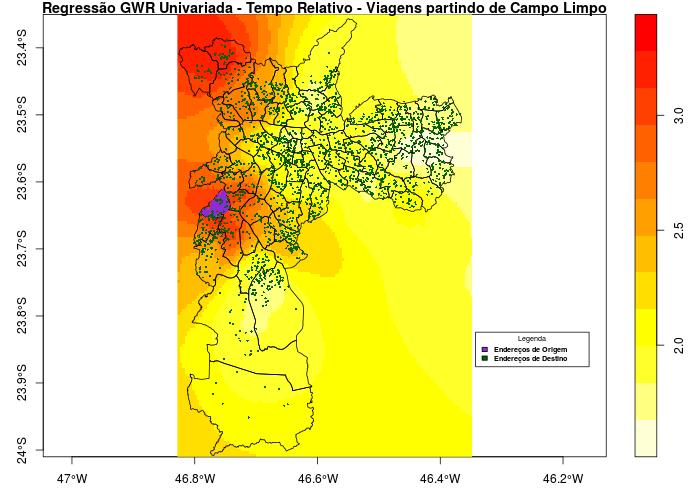 Regressão GWR Univariada - Tempo Relativo - Viagens partindo de Campo Limpo
23.4°S
23.5°S
23.6°S
23.7°S
23.8°S
23.9°S
24°S
47°W
46.8°W
46.6°W
46.4°W
46.2°W
Legenda
Endereços de Origem
Endereços de Destino
3.0
2.5
2.0